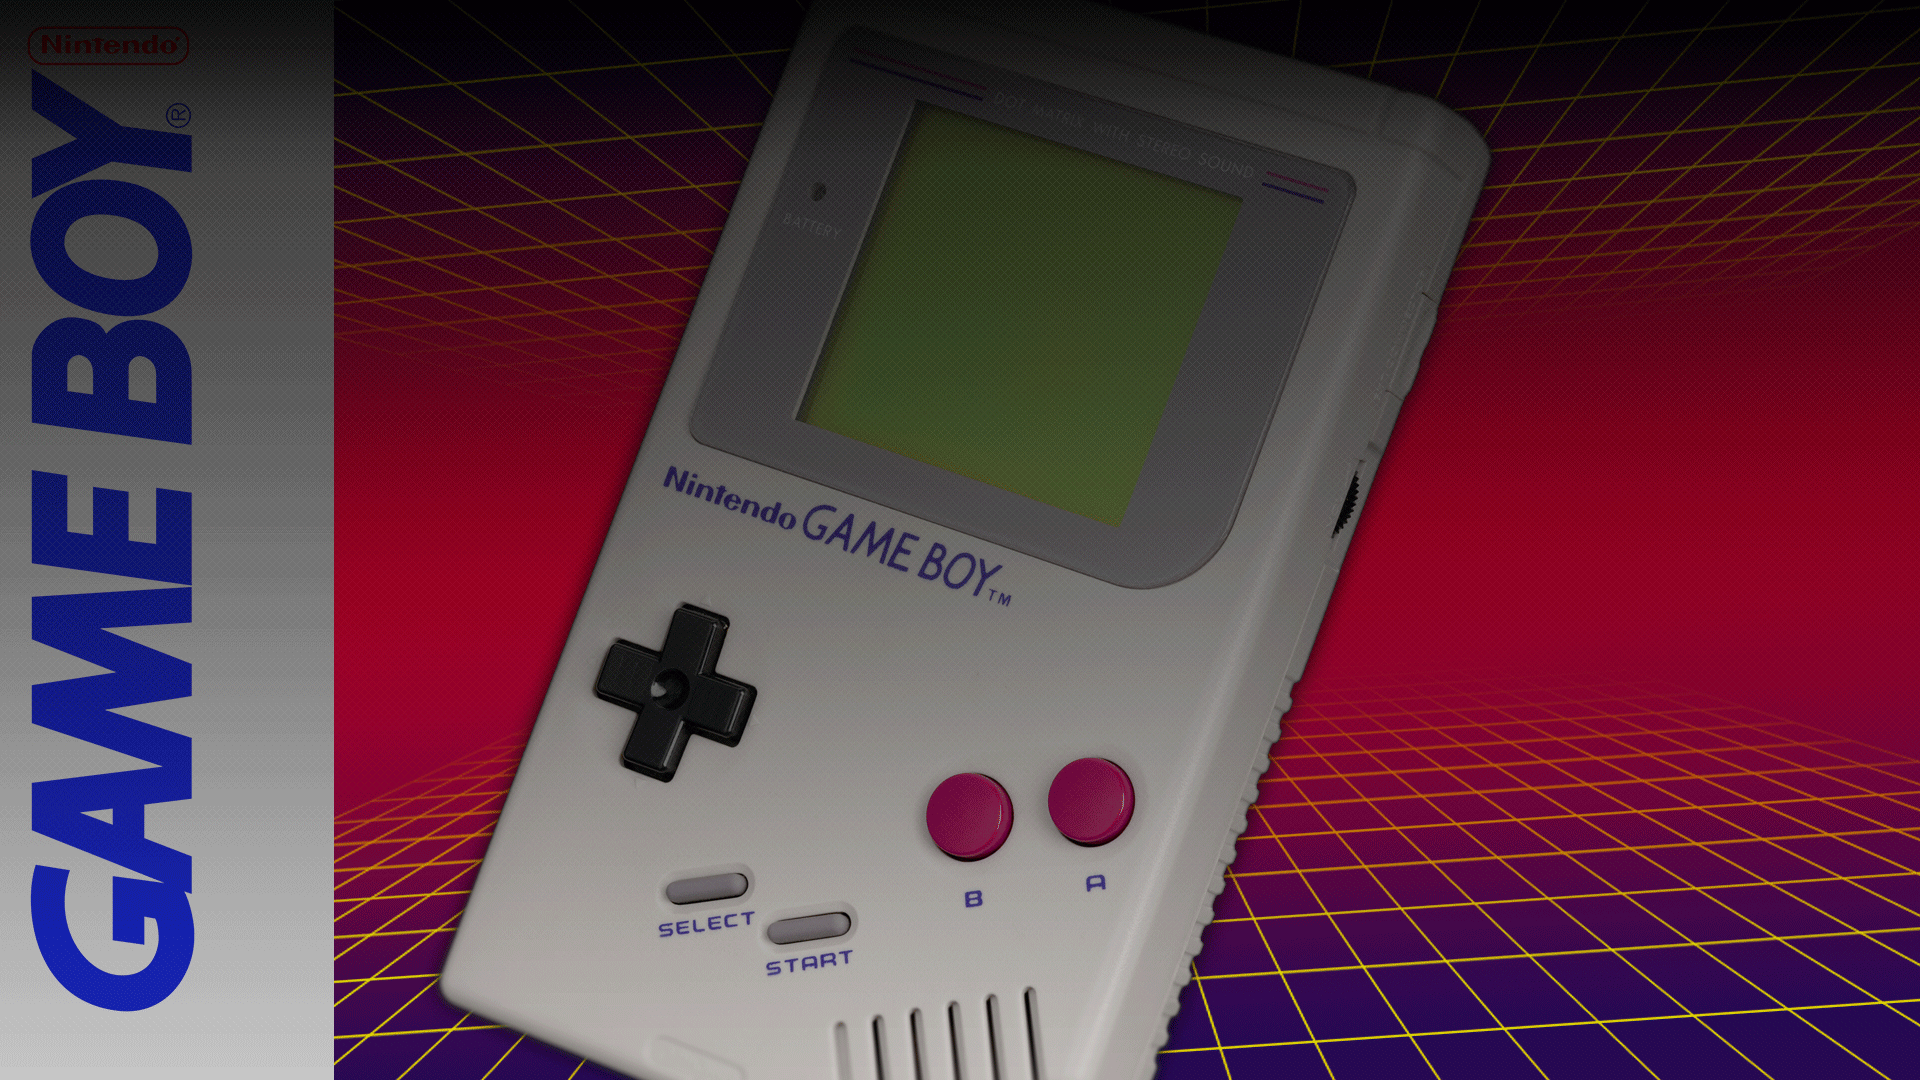 Nintendo®
GAME BOY®
DOT MATRIX WITH STEREO SOUND
BATTERY
Nintendo GAME BOY™
B
A
SELECT
START